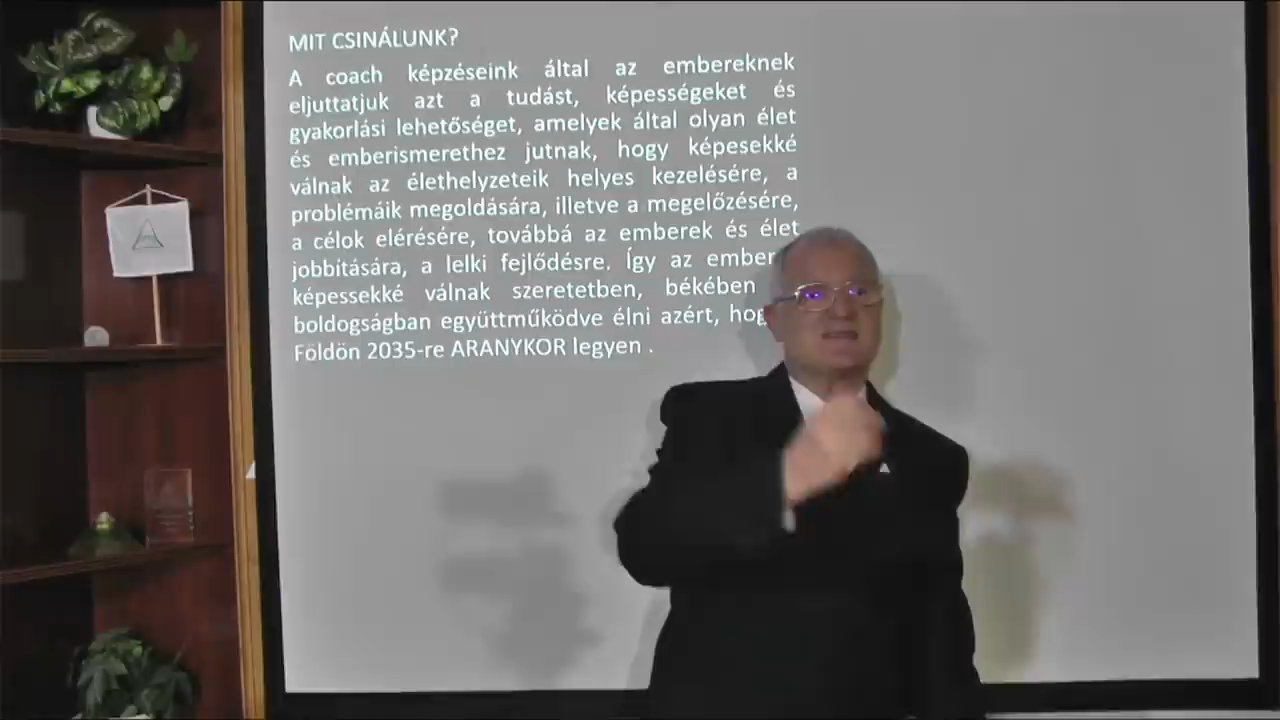 MIT CSINÁLUNK?
A coach képzéseink által az embereknek
eljuttatjuk azt a tudást, képességeket és
gyakorlási lehetőséget, amelyek által olyan élet
és emberismerethez jutnak, hogy képesekké
válnak az élethelyzeteik helyes kezelésére, a
problémáik megoldására, illetve a megelőzésére,
a célok elérésére, továbbá az emberek és élet
jobbítására, a lelki fejlődésre. Így az ember
képessekké válnak szeretetben, békében
boldogságban együttműködve élni azért, hog
Földön 2035-re ARANYKOR legyen .